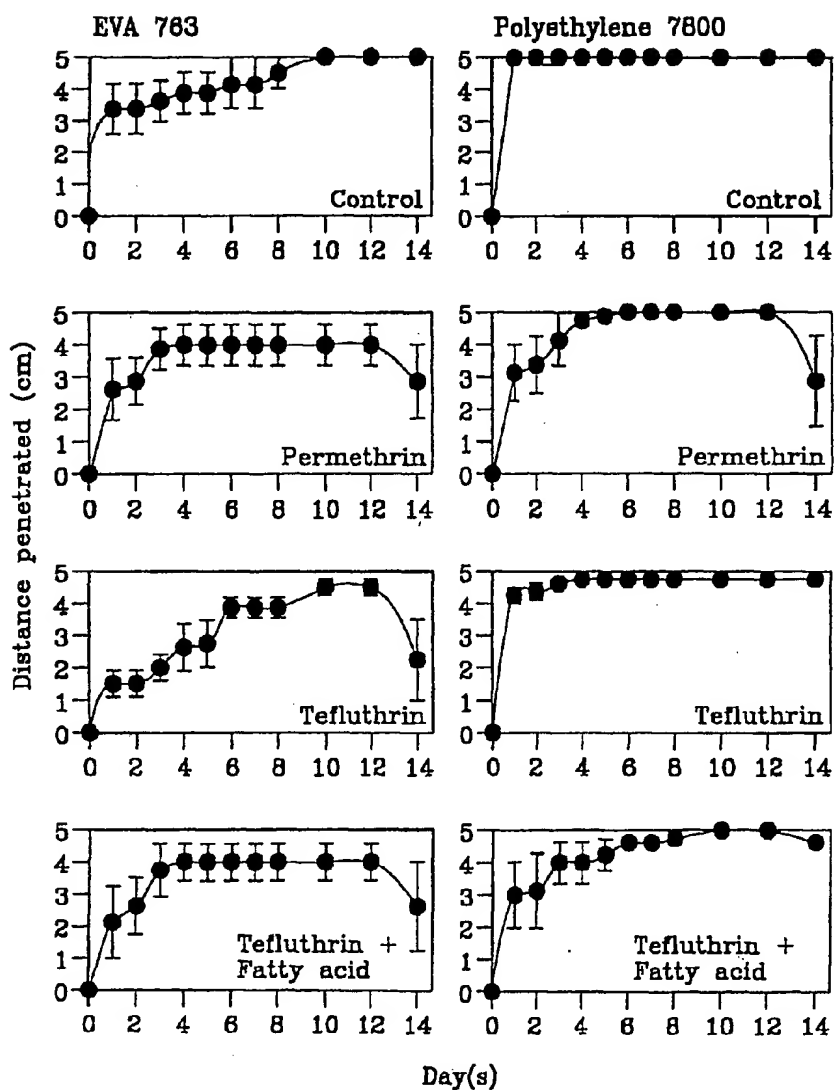 EVA 763
Polyethylene 7800
Distance penetrated (cm)
5
4
3
2
1
0
Control
0 2 4 6 8 10 12 14
5
4
3
2
1
0
Control
0 2 4 6 8 10 12 14
5
4
3
2
1
0
Permethrin
0 2 4 6 8 10 12 14
5
4
3
2
1
0
Permethrin
0 2 4 6 8 10 12 14
5
4
3
2
1
0
Tefluthrin
0 2 4 6 8 10 12 14
5
4
3
2
1
0
Tefluthrin
0 2 4 6 8 10 12 14
5
4
3
2
1
0
Tefluthrin +
Fatty acid
0 2 4 6 8 10 12 14
5
4
3
2
1
0
Tefluthrin +
Fatty acid
0 2 4 6 8 10 12 14
Day(s)